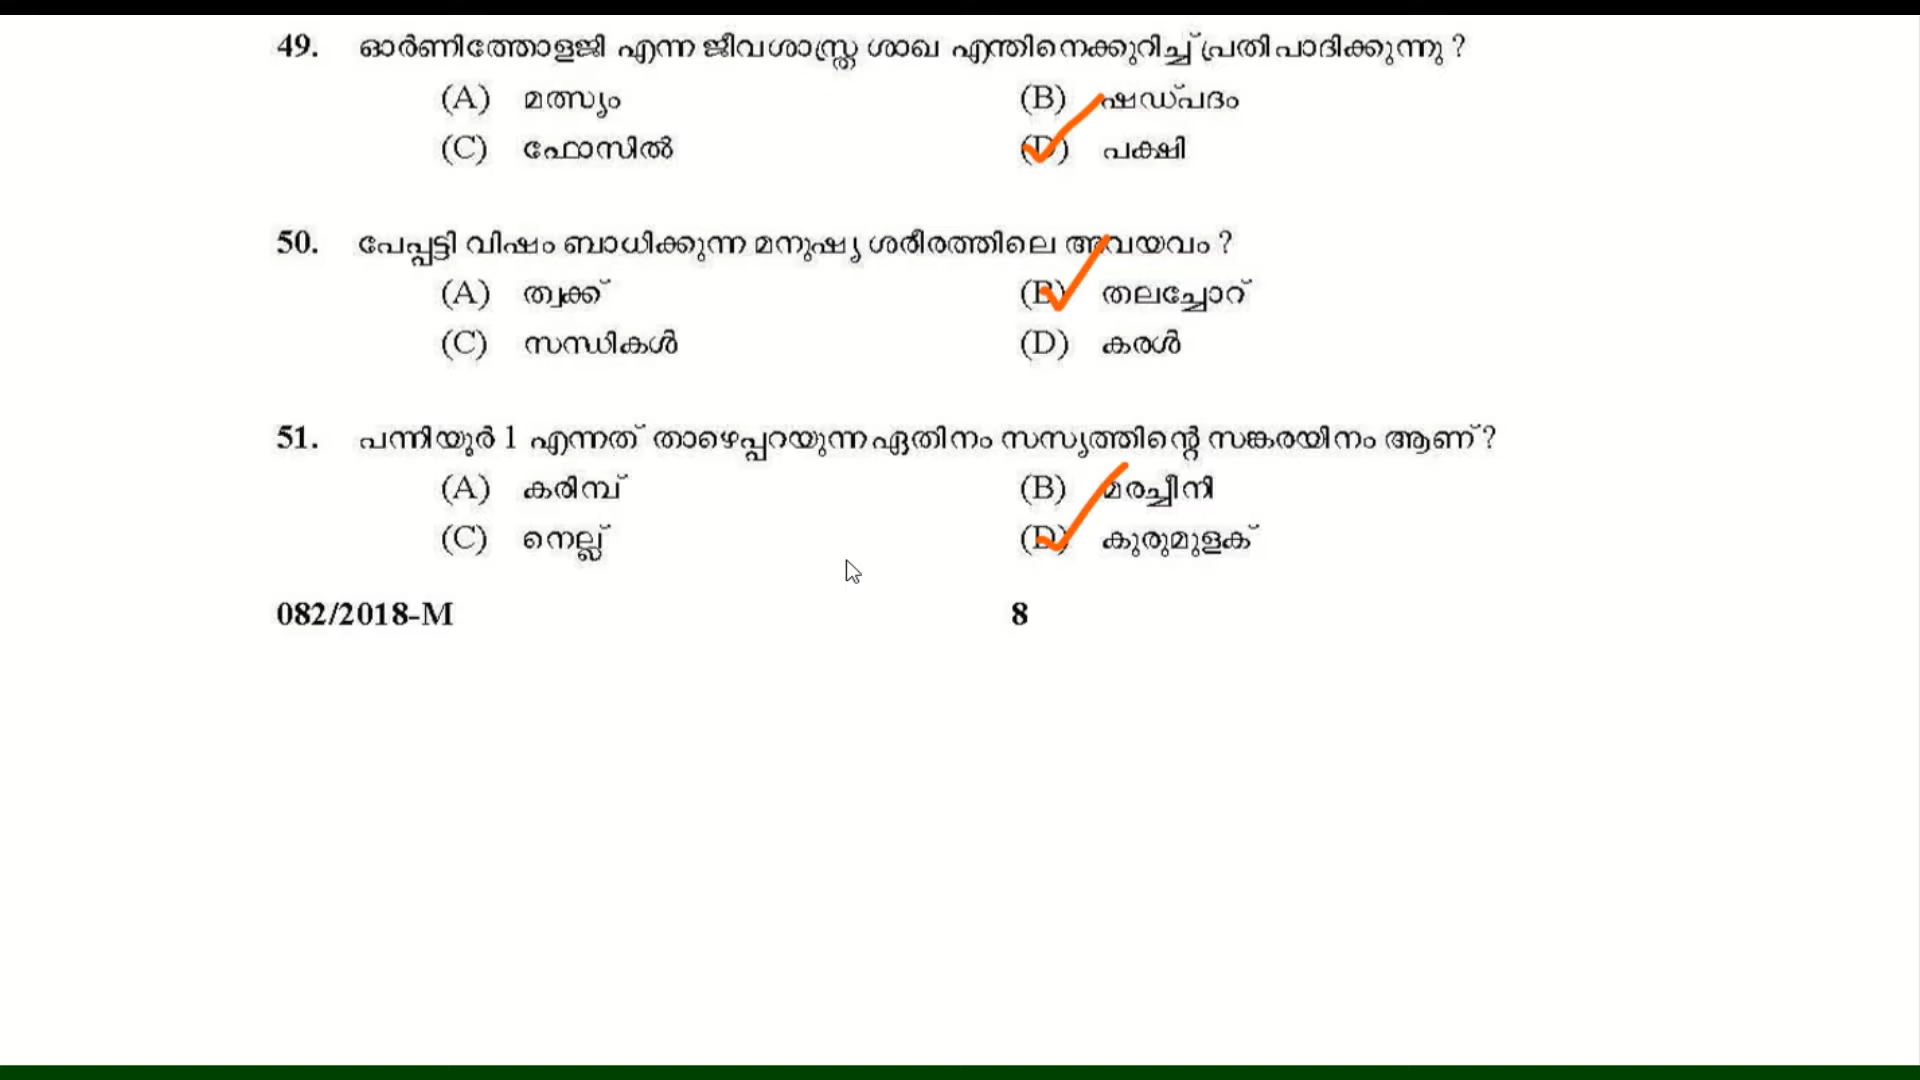 49. ഓർണിത്തോളജി എന്ന ജീവശാസ്ത്ര ശാഖ എന്തിനെക്കുറിച്ച് പ്രതിപാദിക്കുന്നു ?
(A) മത്സ്യം (B) ഷഡ്പദം
(C) ഫോസിൽ (D) പക്ഷി
50. പേപ്പട്ടി വിഷം ബാധിക്കുന്ന മനുഷ്യ ശരീരത്തിലെ അവയവം ?
(A) ത്വക്ക് (B) തലച്ചോറ്
(C) സന്ധികൾ (D) കരൾ
51. പന്നിയൂർ 1 എന്നത് താഴെപ്പറയുന്ന ഏതിനം സസ്യത്തിന്റെ സങ്കരയിനം ആണ് ?
(A) കരിമ്പ് (B) മരച്ചീനി
(C) നെല്ല് (D) കുരുമുളക്
082/2018-M 8